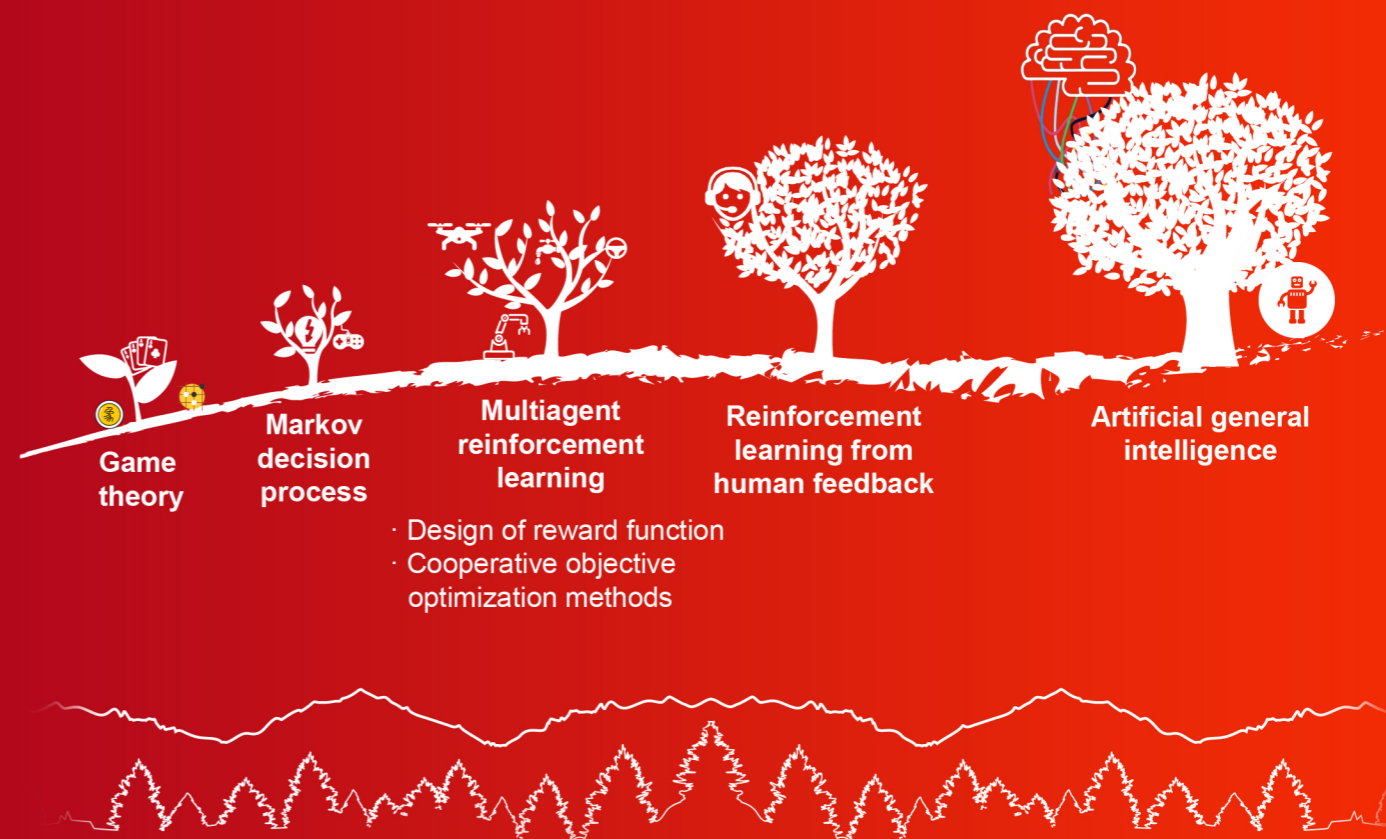 Game
theory
Markov
decision
process
Multiagent
reinforcement
learning
· Design of reward function
· Cooperative objective
optimization methods
Reinforcement
learning from
human feedback
Artificial general
intelligence